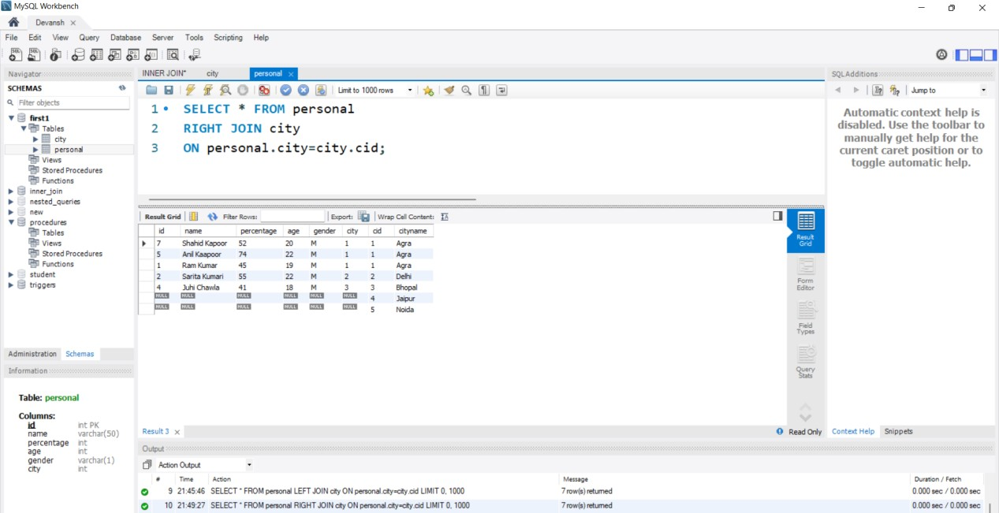 MySQL Workbench
Devansh
File Edit View Query Database Server Tools Scripting Help
Navigator
SCHEMAS
Filter objects
first1
Tables
city
personal
Views
Stored Procedures
Functions
inner_join
nested_queries
new
procedures
Tables
Views
Stored Procedures
Functions
student
triggers
Administration Schemas
Information
Table: personal
Columns:
id int PK
name varchar(50)
percentage int
age int
gender varchar(1)
city int
INNER JOIN* city personal
Limit to 1000 rows
1 SELECT * FROM personal
2 RIGHT JOIN city
3 ON personal.city=city.cid;
Result Grid Filter Rows: Export: Wrap Cell Content:
id name percentage age gender city cid cityname
7 Shahid Kapoor 52 20 M 1 1 Agra
5 Anil Kaapoor 74 22 M 1 1 Agra
1 Ram Kumar 45 19 M 1 1 Agra
2 Sarita Kumari 55 22 M 2 2 Delhi
4 Juhi Chawla 41 18 M 3 3 Bhopal
NULL NULL NULL NULL NULL NULL 4 Jaipur
NULL NULL NULL NULL NULL NULL 5 Noida
Result
Grid
Form
Editor
Field
Types
Query
Stats
Result 3 Read Only
Output
Action Output
# Time Action Message Duration / Fetch
9 21:45:46 SELECT * FROM personal LEFT JOIN city ON personal.city=city.cid LIMIT 0, 1000 7 row(s) returned 0.000 sec / 0.000 sec
10 21:49:27 SELECT * FROM personal RIGHT JOIN city ON personal.city=city.cid LIMIT 0, 1000 7 row(s) returned 0.000 sec / 0.000 sec
SQLAdditions
Jump to
Automatic context help is
disabled. Use the toolbar to
manually get help for the
current caret position or to
toggle automatic help.
Context Help Snippets